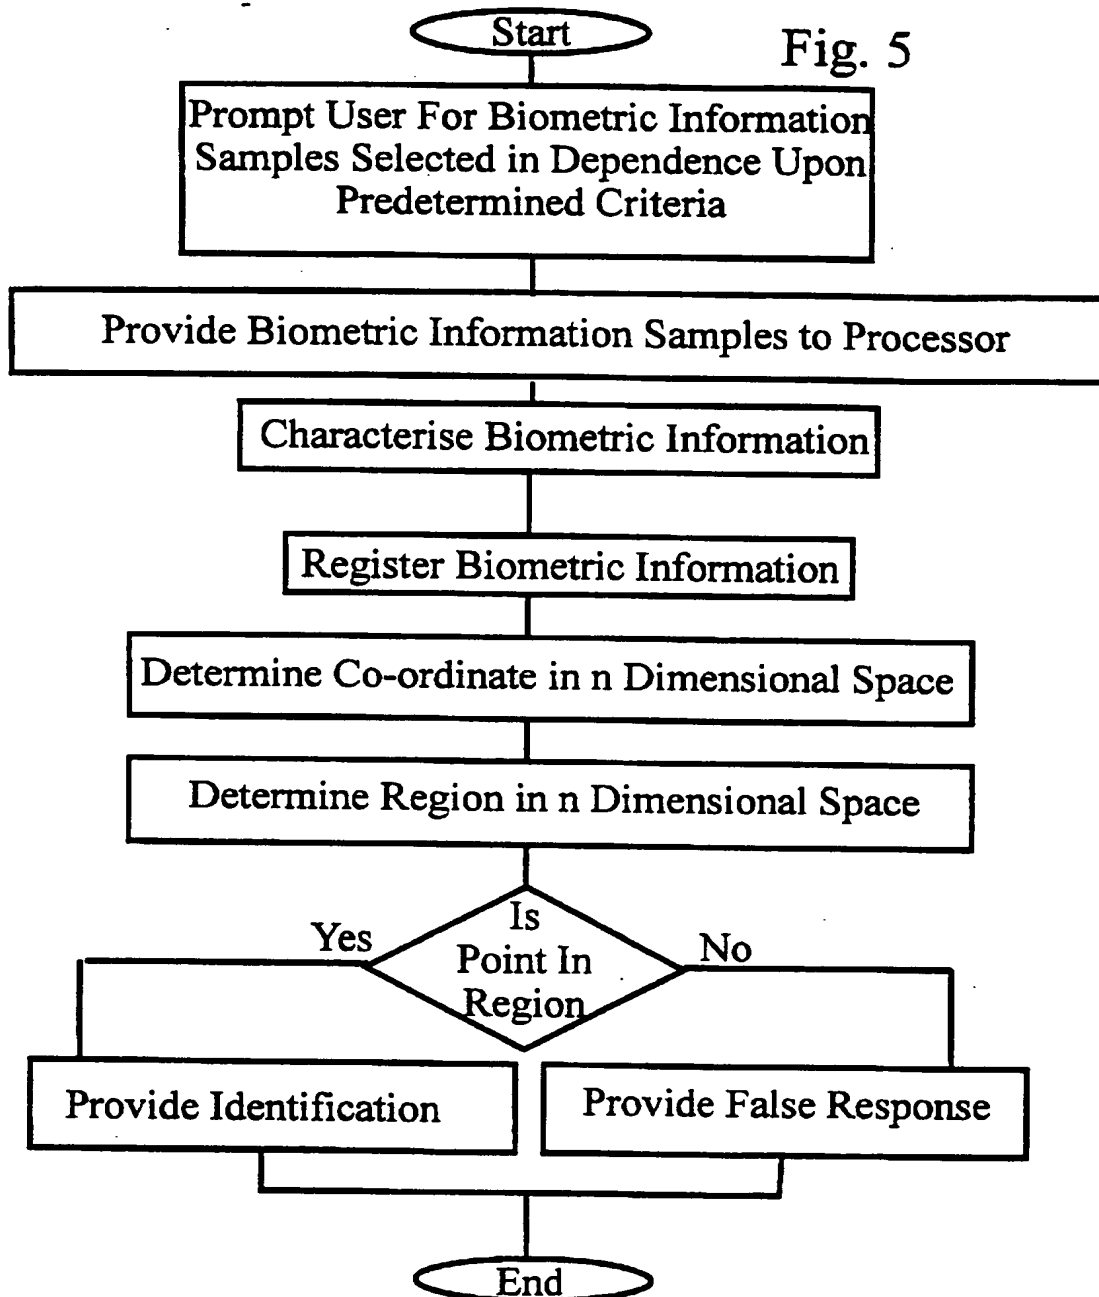 Start
Fig. 5
Prompt User For Biometric Information
Samples Selected in Dependence Upon
Predetermined Criteria
Provide Biometric Information Samples to Processor
Characterise Biometric Information
Register Biometric Information
Determine Co-ordinate in n Dimensional Space
Determine Region in n Dimensional Space
Is
Point In
Region
Yes
No
Provide Identification
Provide False Response
End